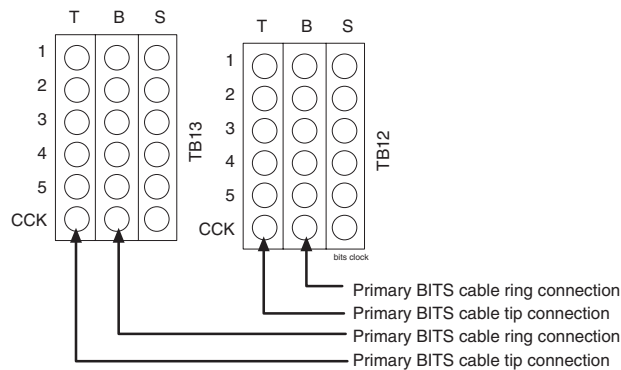 T B S
1
2
3
4
5
CCK
TB13
T B S
1
2
3
4
5
CCK
TB12
bits clock
Primary BITS cable ring connection
Primary BITS cable tip connection
Primary BITS cable ring connection
Primary BITS cable tip connection